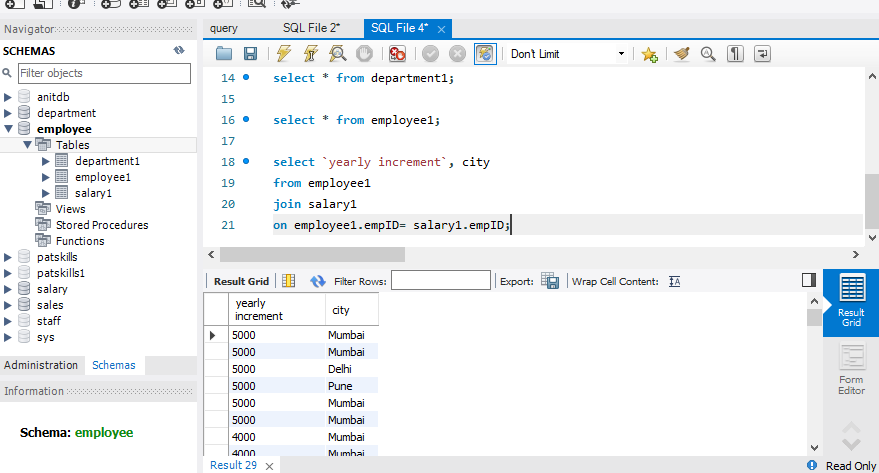 query SQL File 2* SQL File 4*
Navigator
SCHEMAS
Filter objects
anitdb
department
employee
Tables
department1
employee1
salary1
Views
Stored Procedures
Functions
patskills
patskills1
salary
sales
staff
sys
Administration Schemas
Information
Schema: employee
Don't Limit
14 select * from department1;
15
16 select * from employee1;
17
18 select `yearly increment`, city
19 from employee1
20 join salary1
21 on employee1.empID= salary1.empID;
Result Grid Filter Rows: Export: Wrap Cell Content:
yearly increment city
5000 Mumbai
5000 Mumbai
5000 Delhi
5000 Pune
5000 Mumbai
5000 Mumbai
4000 Mumbai
4000 Mumbai
Result Grid
Form Editor
Result 29
Read Only